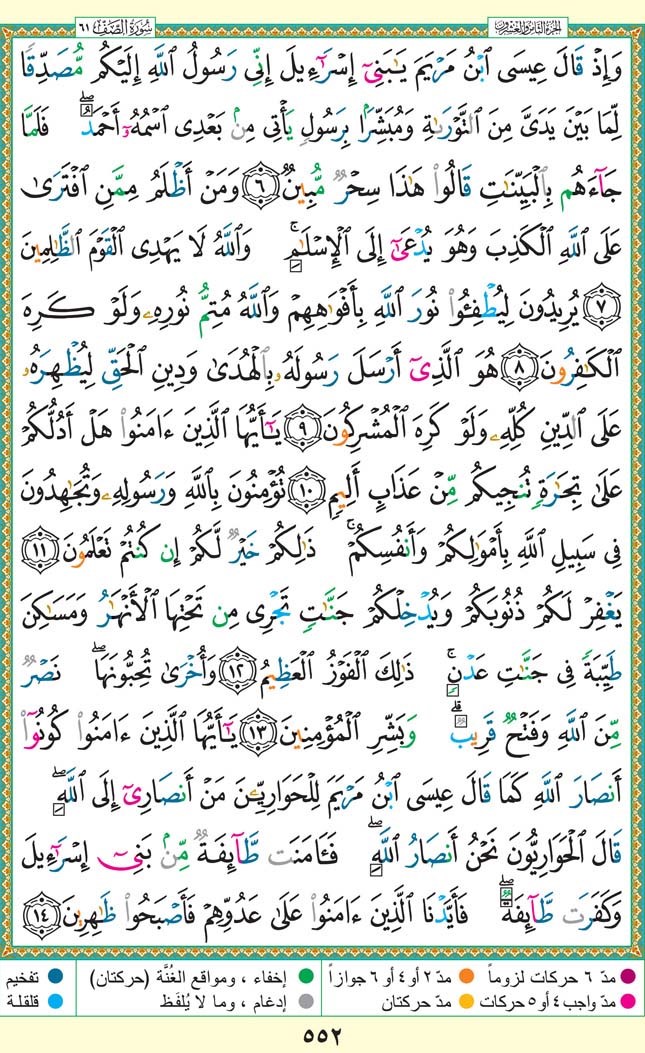 الجزء الثامن والعشرون سورة الصف ٦١
وَإِذۡ قَالَ عِيسَى ٱبۡنُ مَرۡيَمَ يَٰبَنِيٓ إِسۡرَٰٓءِيلَ إِنِّي رَسُولُ ٱللَّهِ إِلَيۡكُم مُّصَدِّقٗا
لِّمَا بَيۡنَ يَدَيَّ مِنَ ٱلتَّوۡرَىٰةِ وَمُبَشِّرَۢا بِرَسُولٖ يَأۡتِي مِنۢ بَعۡدِي ٱسۡمُهُۥٓ أَحۡمَدُۖ فَلَمَّا
جَآءَهُم بِٱلۡبَيِّنَٰتِ قَالُواْ هَٰذَا سِحۡرٞ مُّبِينٞ ٦ وَمَنۡ أَظۡلَمُ مِمَّنِ ٱفۡتَرَىٰ
عَلَى ٱللَّهِ ٱلۡكَذِبَ وَهُوَ يُدۡعَىٰٓ إِلَى ٱلۡإِسۡلَٰمِۚ وَٱللَّهُ لَا يَهۡدِي ٱلۡقَوۡمَ ٱلظَّٰلِمِينَ
٧ يُرِيدُونَ لِيُطۡفِـُٔواْ نُورَ ٱللَّهِ بِأَفۡوَٰهِهِمۡ وَٱللَّهُ مُتِمُّ نُورِهِۦ وَلَوۡ كَرِهَ
ٱلۡكَٰفِرُونَ ٨ هُوَ ٱلَّذِيٓ أَرۡسَلَ رَسُولَهُۥ بِٱلۡهُدَىٰ وَدِينِ ٱلۡحَقِّ لِيُظۡهِرَهُۥ
عَلَى ٱلدِّينِ كُلِّهِۦ وَلَوۡ كَرِهَ ٱلۡمُشۡرِكُونَ ٩ يَٰٓأَيُّهَا ٱلَّذِينَ ءَامَنُواْ هَلۡ أَدُلُّكُمۡ
عَلَىٰ تِجَٰرَةٖ تُنجِيكُم مِّنۡ عَذَابٍ أَلِيمٖ ١٠ تُؤۡمِنُونَ بِٱللَّهِ وَرَسُولِهِۦ وَتُجَٰهِدُونَ
فِي سَبِيلِ ٱللَّهِ بِأَمۡوَٰلِكُمۡ وَأَنفُسِكُمۡۚ ذَٰلِكُمۡ خَيۡرٞ لَّكُمۡ إِن كُنتُمۡ تَعۡلَمُونَ ١١
يَغۡفِرۡ لَكُمۡ ذُنُوبَكُمۡ وَيُدۡخِلۡكُمۡ جَنَّٰتٖ تَجۡرِي مِن تَحۡتِهَا ٱلۡأَنۡهَٰرُ وَمَسَٰكِنَ
طَيِّبَةٗ فِي جَنَّٰتِ عَدۡنٖۚ ذَٰلِكَ ٱلۡفَوۡزُ ٱلۡعَظِيمُ ١٢ وَأُخۡرَىٰ تُحِبُّونَهَاۖ نَصۡرٞ
مِّنَ ٱللَّهِ وَفَتۡحٞ قَرِيبٞۗ وَبَشِّرِ ٱلۡمُؤۡمِنِينَ ١٣ يَٰٓأَيُّهَا ٱلَّذِينَ ءَامَنُواْ كُونُوٓاْ
أَنصَارَ ٱللَّهِ كَمَا قَالَ عِيسَى ٱبۡنُ مَرۡيَمَ لِلۡحَوَارِيِّـۧنَ مَنۡ أَنصَارِيٓ إِلَى ٱللَّهِۖ
قَالَ ٱلۡحَوَارِيُّونَ نَحۡنُ أَنصَارُ ٱللَّهِۖ فَـَٔامَنَت طَّآئِفَةٞ مِّنۢ بَنِيٓ إِسۡرَٰٓءِيلَ
وَكَفَرَت طَّآئِفَةٞۖ فَأَيَّدۡنَا ٱلَّذِينَ ءَامَنُواْ عَلَىٰ عَدُوِّهِمۡ فَأَصۡبَحُواْ ظَٰهِرِينَ ١٤
مدّ ٦ حركات لزوماً مدّ ٢ أو ٤ أو ٦ جوازاً إخفاء ، ومواقع الغُنَّة (حركتان) تفخيم
مدّ واجب ٤ أو ٥ حركات مدّ حركتان إدغام ، وما لا يُلفَظ قلقلة
٥٥٢